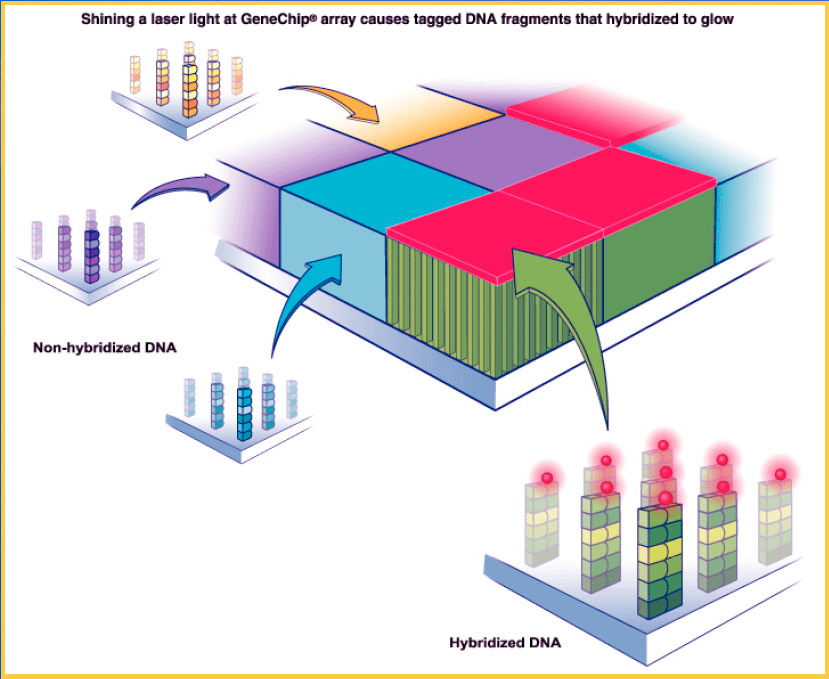 Shining a laser light at GeneChip® array causes tagged DNA fragments that hybridized to glow
Non-hybridized DNA
Hybridized DNA